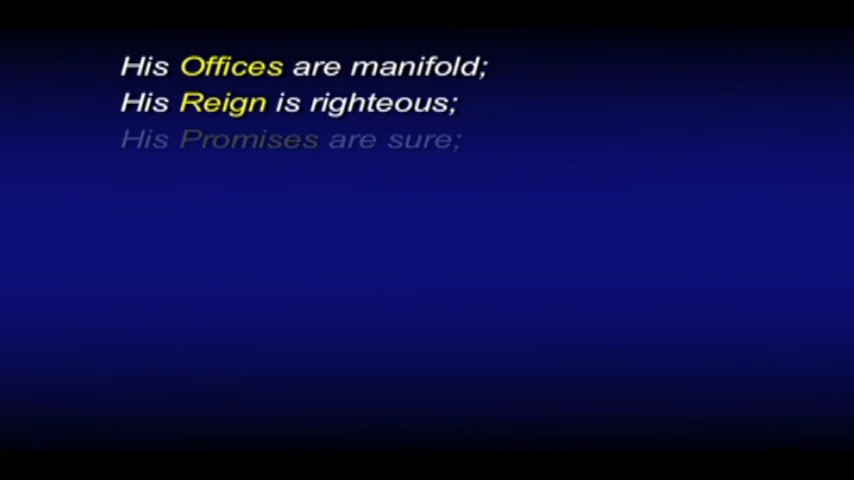 His Offices are manifold;
His Reign is righteous;
His Promises are sure;